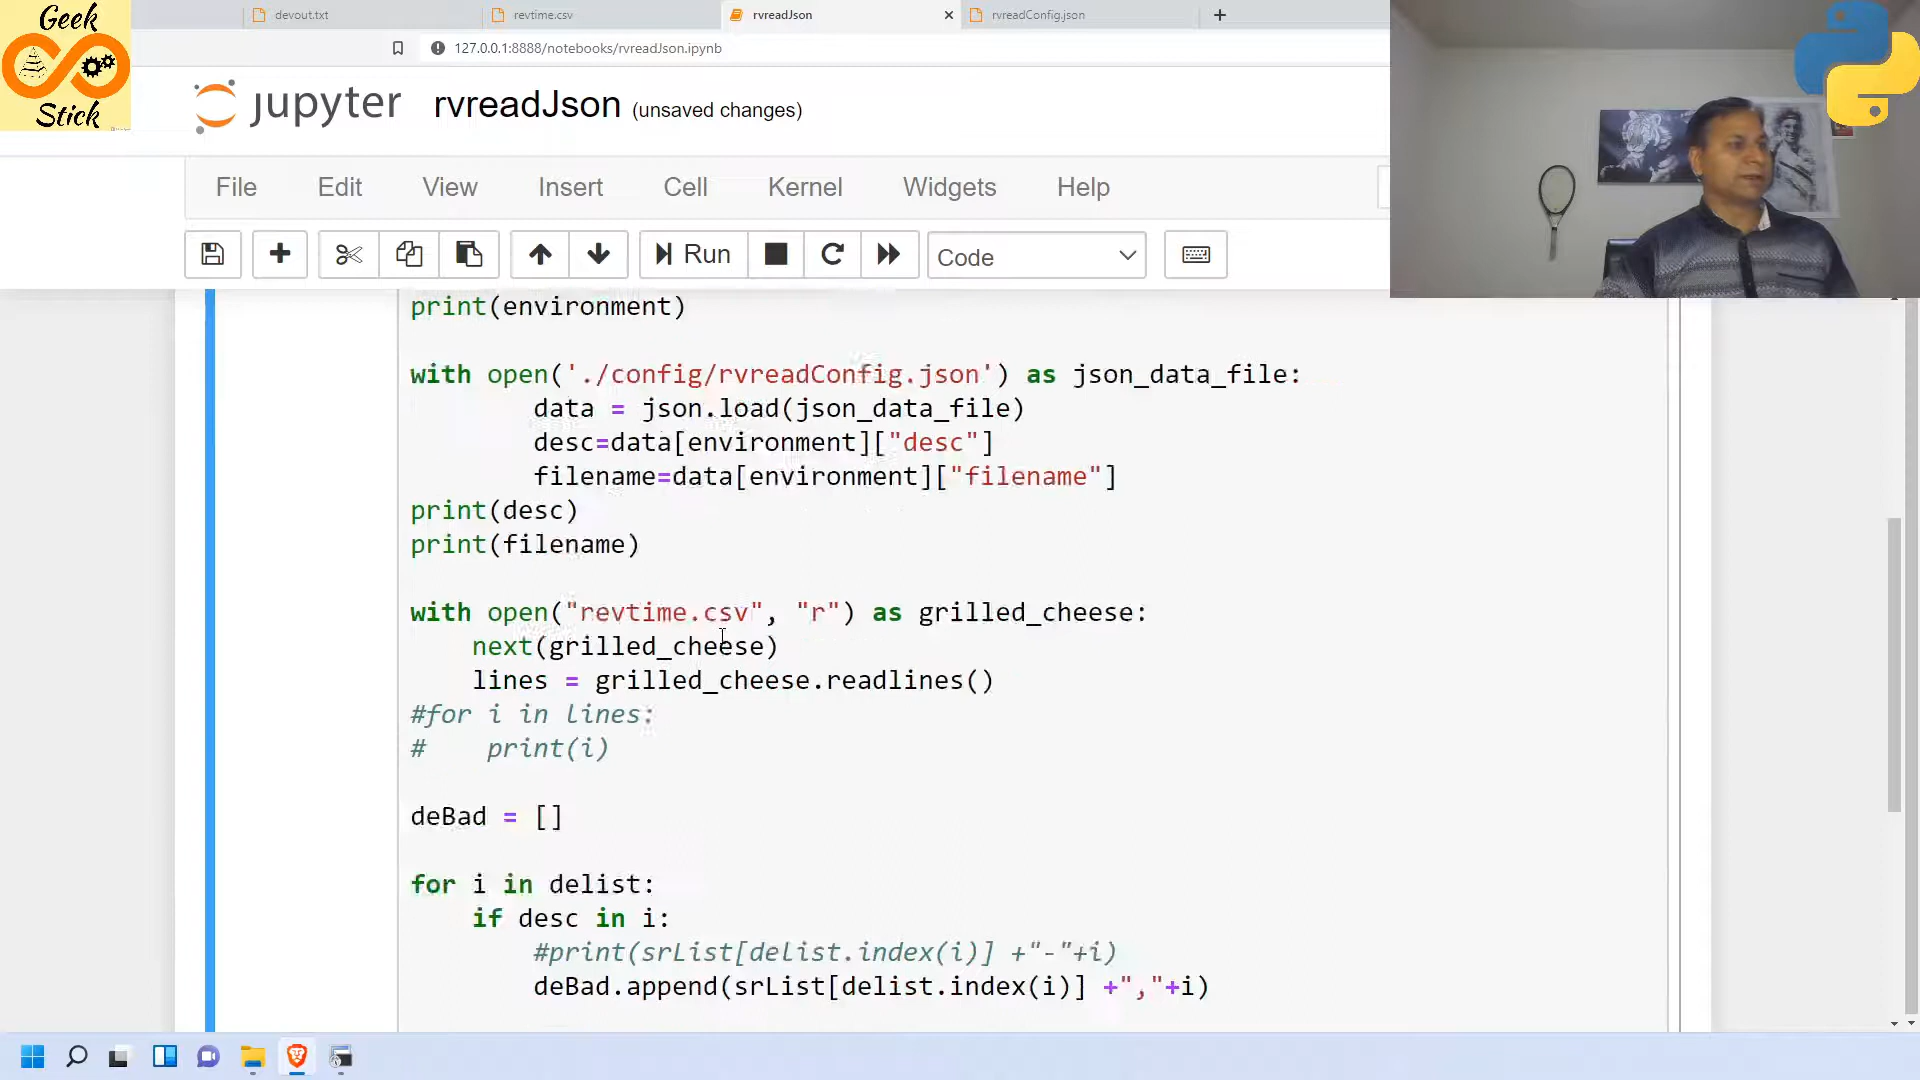 Geek
Stick
devout.txt
revtime.csv
rvreadJson
rvreadConfig.json
127.0.0.1:8888/notebooks/rvreadJson.ipynb
jupyter rvreadJson (unsaved changes)
File Edit View Insert Cell Kernel Widgets Help
Run
Code
print(environment)
with open('./config/rvreadConfig.json') as json_data_file:
data = json.load(json_data_file)
desc=data[environment]["desc"]
filename=data[environment]["filename"]
print(desc)
print(filename)
with open("revtime.csv", "r") as grilled_cheese:
next(grilled_cheese)
lines = grilled_cheese.readlines()
#for i in lines:
#    print(i)
deBad = []
for i in delist:
if desc in i:
#print(srList[delist.index(i)] +"-"+i)
deBad.append(srList[delist.index(i)] +","+i)